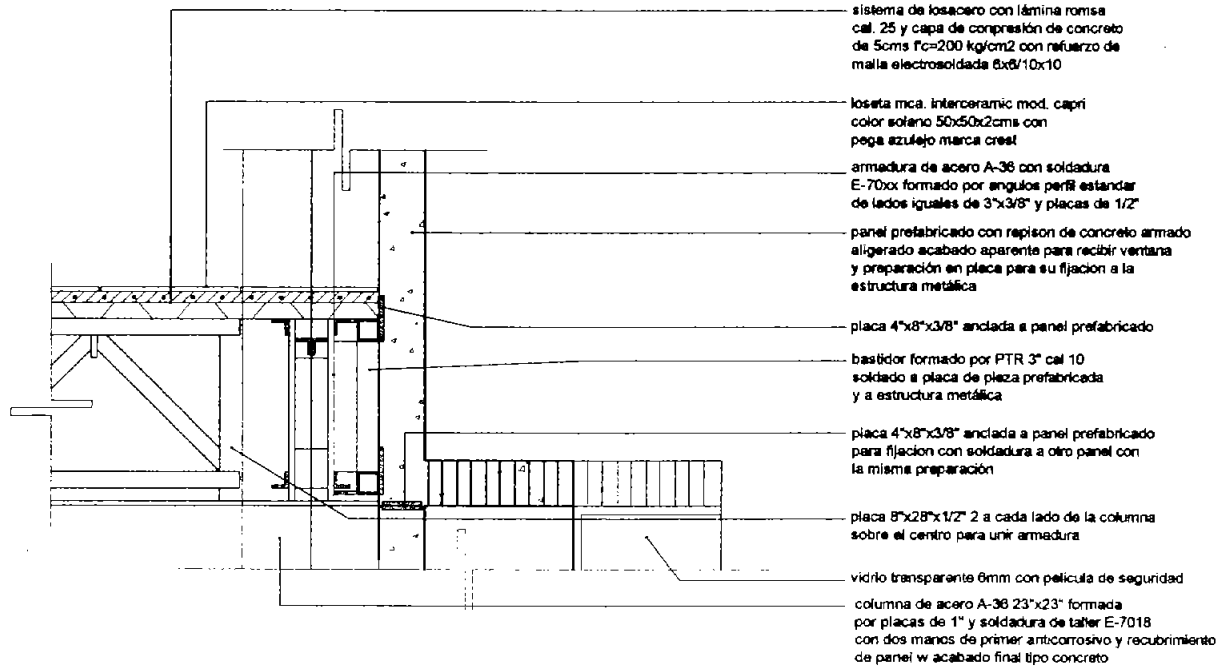 sistema de losacero con lámina romsa
cal. 25 y capa de conpresión de concreto
de 5cms f'c=200 kg/cm2 con refuerzo de
malla electrosoldada 6x6/10x10
loseta mca. interceramic mod. capri
color solano 50x50x2cms con
pega azulejo marca crest
armadura de acero A-36 con soldadura
E-70xx formado por angulos perfil estandar
de lados iguales de 3"x3/8" y placas de 1/2"
panel prefabricado con repison de concreto armado
aligerado acabado aparente para recibir ventana
y preparación en placa para su fijacion a la
estructura metálica
placa 4"x8"x3/8" anclada a panel prefabricado
bastidor formado por PTR 3" cal 10
soldado a placa de pieza prefabricada
y a estructura metálica
placa 4"x8"x3/8" anclada a panel prefabricado
para fijacion con soldadura a otro panel con
la misma preparación
placa 8"x28"x1/2" 2 a cada lado de la columna
sobre el centro para unir armadura
vidrio transparente 6mm con pelicula de seguridad
columna de acero A-36 23"x23" formada
por placas de 1" y soldadura de taller E-7018
con dos manos de primer anticorrosivo y recubrimiento
de panel w acabado final tipo concreto